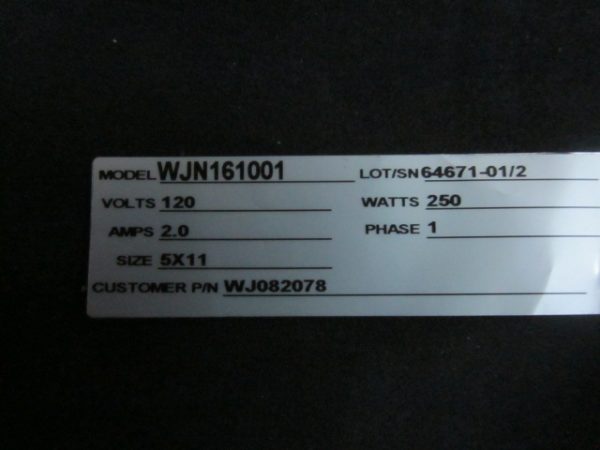 MODEL WJN161001 LOT/SN 64671-01/2
VOLTS 120 WATTS 250
AMPS 2.0 PHASE 1
SIZE 5X11
CUSTOMER P/N WJ082078